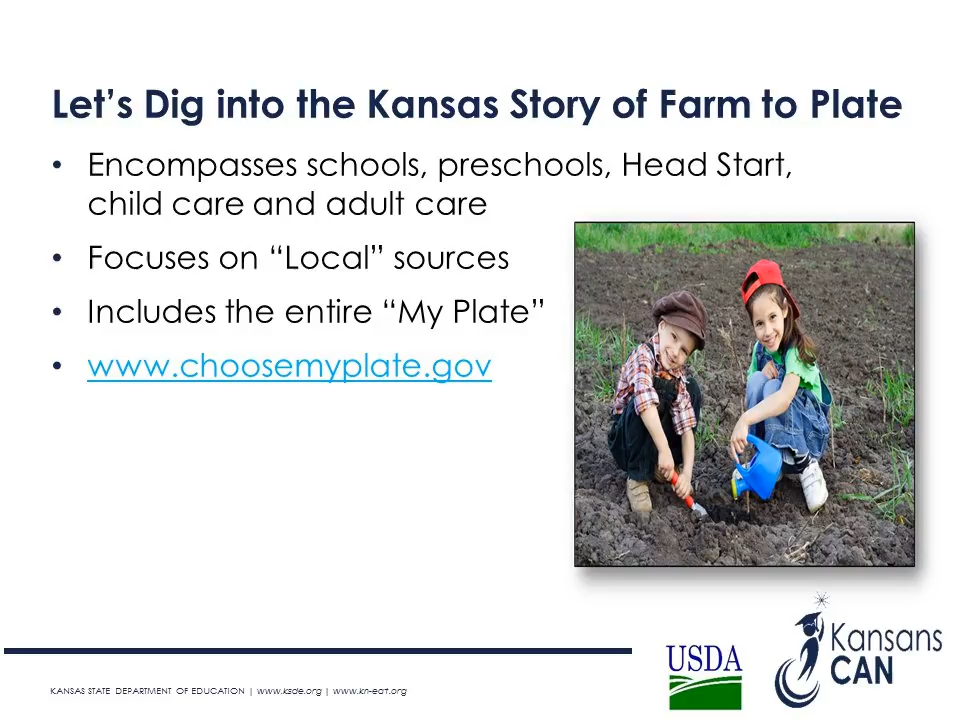 Let’s Dig into the Kansas Story of Farm to Plate
• Encompasses schools, preschools, Head Start,
child care and adult care
• Focuses on “Local” sources
• Includes the entire “My Plate”
• www.choosemyplate.gov
KANSAS STATE DEPARTMENT OF EDUCATION | www.ksde.org | www.kn-eat.org
USDA
Kansans
CAN